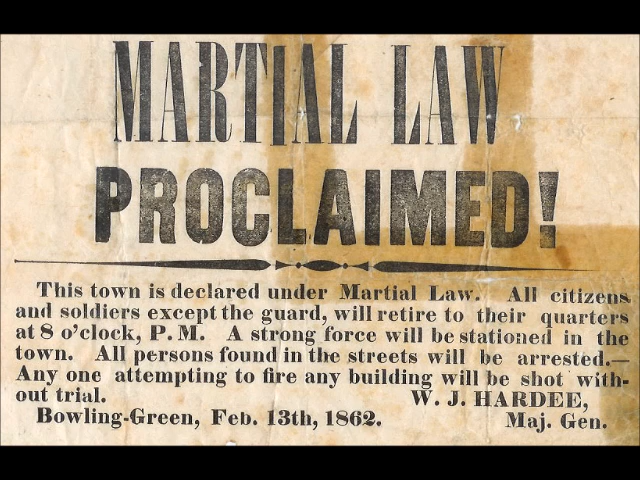 MARTIAL LAW
PROCLAIMED!
This town is declared under Martial Law. All citizens
and soldiers except the guard, will retire to their quarters
at 8 o'clock, P. M. A strong force will be stationed in the
town. All persons found in the streets will be arrested.—
Any one attempting to fire any building will be shot with-
out trial. W. J. HARDEE,
Bowling-Green, Feb. 13th, 1862. Maj. Gen.